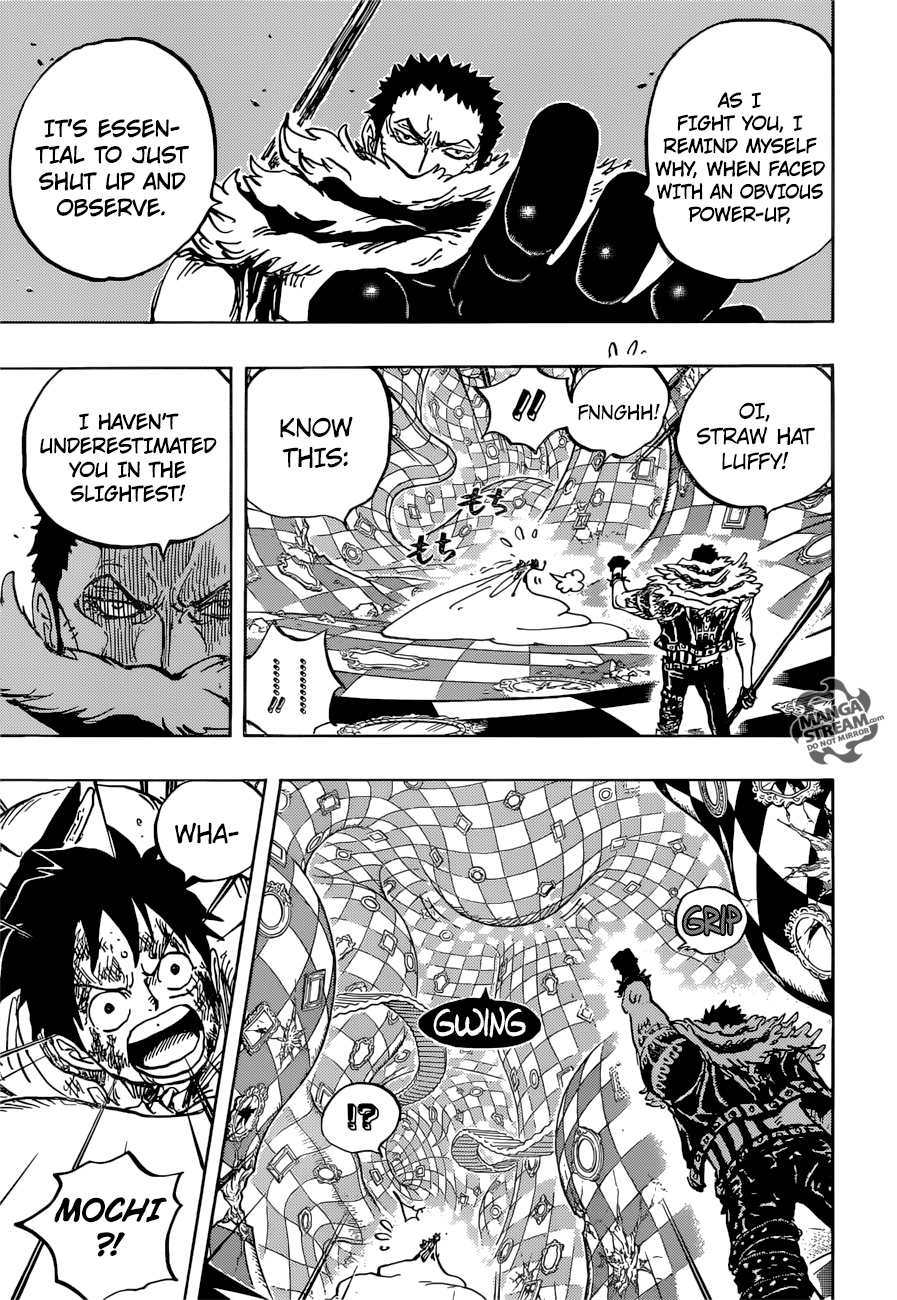 AS I
FIGHT YOU, I
REMIND MYSELF
WHY, WHEN FACED
WITH AN OBVIOUS
POWER-UP,
IT'S ESSEN-
TIAL TO JUST
SHUT UP AND
OBSERVE.
OI,
STRAW HAT
LUFFY!
FNNGHH!
!!
もち
もち
KNOW
THIS:
I HAVEN'T
UNDERESTIMATED
YOU IN THE
SLIGHTEST!
MANGA
STREAM.com
DO NOT MIRROR
GRIP
GWING
!?
WHA-
MOCHI
?!